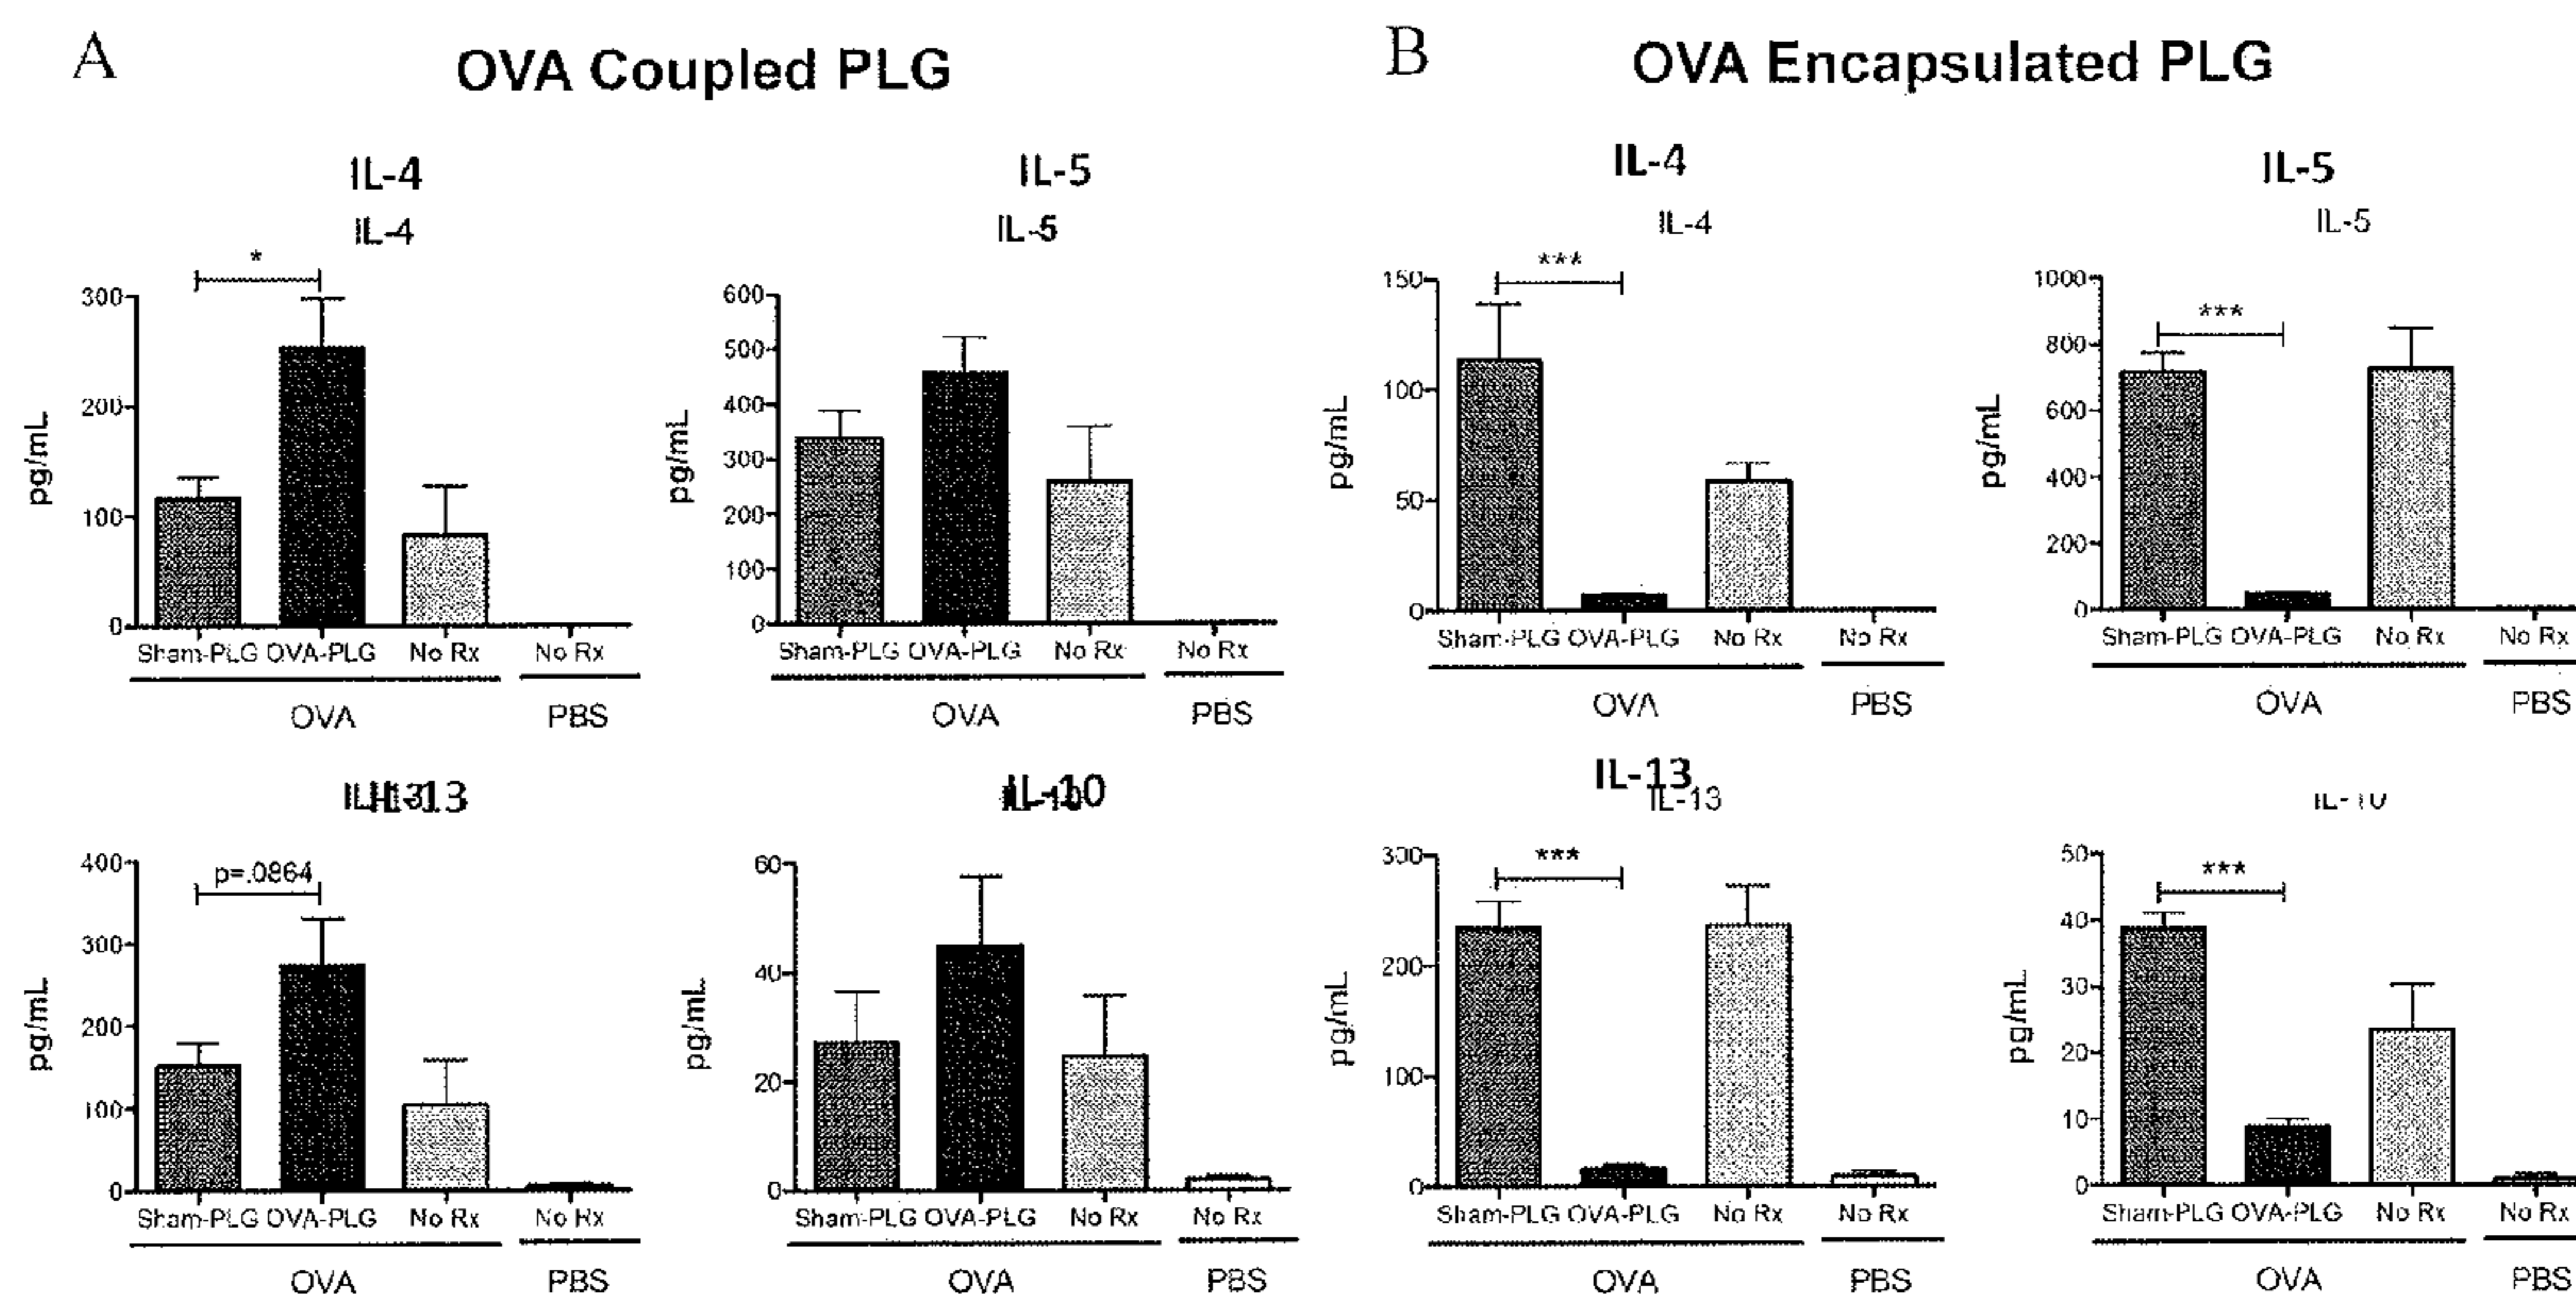 A
OVA Coupled PLG
IL-4
IL-4
*
300
200
100
0
pg/mL
Sham-PLG OVA-PLG No Rx No Rx
OVA PBS
IL-5
IL-5
600
500
400
300
200
100
0
pg/mL
Sham-PLG OVA-PLG No Rx No Rx
OVA PBS
IL-13
IL-13
p=.0864
400
300
200
100
0
pg/mL
Sham-PLG OVA-PLG No Rx No Rx
OVA PBS
IL-10
60
40
20
0
pg/mL
Sham-PLG OVA-PLG No Rx No Rx
OVA PBS
B
OVA Encapsulated PLG
IL-4
IL-4
***
150
100
50
0
pg/mL
Sham-PLG OVA-PLG No Rx No Rx
OVA PBS
IL-5
IL-5
***
1000
800
600
400
200
0
pg/mL
Sham-PLG OVA-PLG No Rx No Rx
OVA PBS
IL-13
IL-13
***
300
200
100
0
pg/mL
Sham-PLG OVA-PLG No Rx No Rx
OVA PBS
IL-10
***
50
40
30
20
10
0
pg/mL
Sham-PLG OVA-PLG No Rx No Rx
OVA PBS